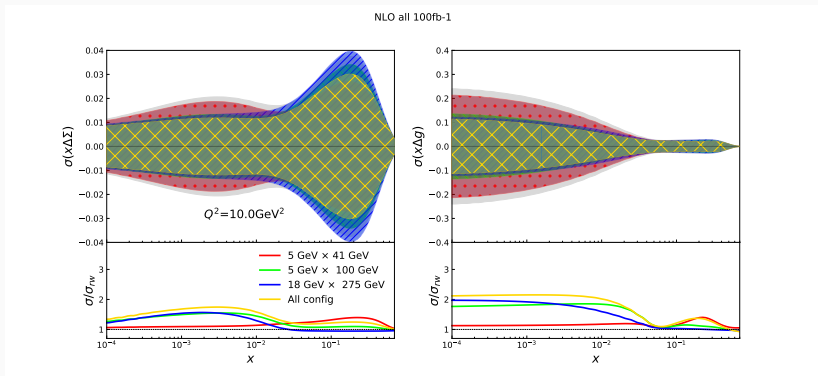 NLO all 100fb-1
σ(xΔΣ)
0.04
0.03
0.02
0.01
0.00
−0.01
−0.02
−0.03
−0.04
Q²=10.0GeV²
σ(xΔg)
0.4
0.3
0.2
0.1
0.0
−0.1
−0.2
−0.3
−0.4
σ/σrw
3
2
1
5 GeV × 41 GeV
5 GeV × 100 GeV
18 GeV × 275 GeV
All config
10⁻⁴
10⁻³
10⁻²
10⁻¹
x
σ/σrw
3
2
1
10⁻⁴
10⁻³
10⁻²
10⁻¹
x